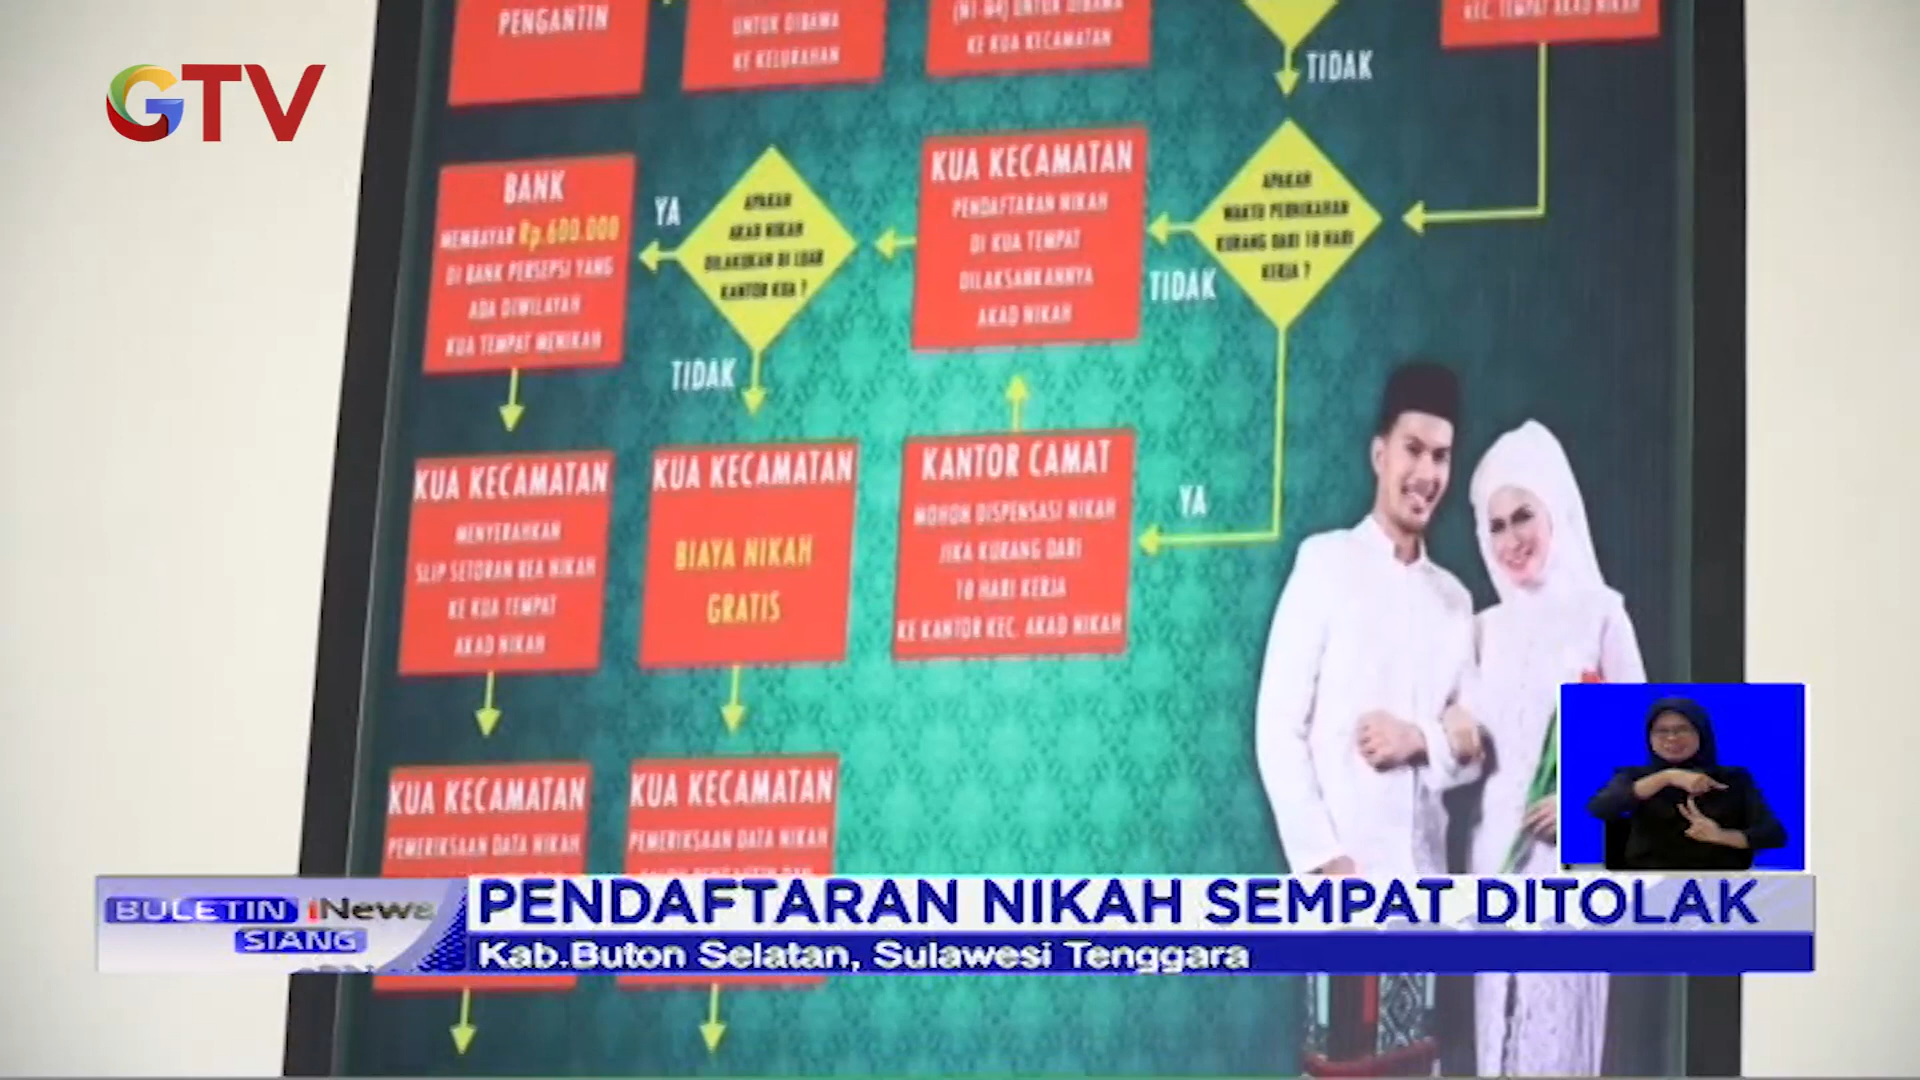 GTV
PENGANTIN
UNTUK DIBAWA
KE KELURAHAN
(N1-N4) UNTUK DIBAWA
KE KUA KECAMATAN
KEC. TEMPAT AKAD NIKAH
TIDAK
BANK
MEMBAYAR Rp.600.000
DI BANK PERSEPSI YANG
ADA DIWILAYAH
KUA TEMPAT MENIKAH
YA
APAKAH
AKAD NIKAH
DILAKUKAN DI LUAR
KANTOR KUA ?
TIDAK
KUA KECAMATAN
PENDAFTARAN NIKAH
DI KUA TEMPAT
DILAKSANKANNYA
AKAD NIKAH
TIDAK
APAKAH
WAKTU PERNIKAHAN
KURANG DARI 10 HARI
KERJA ?
KUA KECAMATAN
MENYERAHKAN
SLIP SETORAN BEA NIKAH
KE KUA TEMPAT
AKAD NIKAH
KUA KECAMATAN
BIAYA NIKAH
GRATIS
KANTOR CAMAT
MOHON DISPENSASI NIKAH
JIKA KURANG DARI
10 HARI KERJA
KE KANTOR KEC. AKAD NIKAH
YA
KUA KECAMATAN
PEMERIKSAAN DATA NIKAH
KUA KECAMATAN
PEMERIKSAAN DATA NIKAH
BULETIN iNews
SIANG
PENDAFTARAN NIKAH SEMPAT DITOLAK
Kab.Buton Selatan, Sulawesi Tenggara